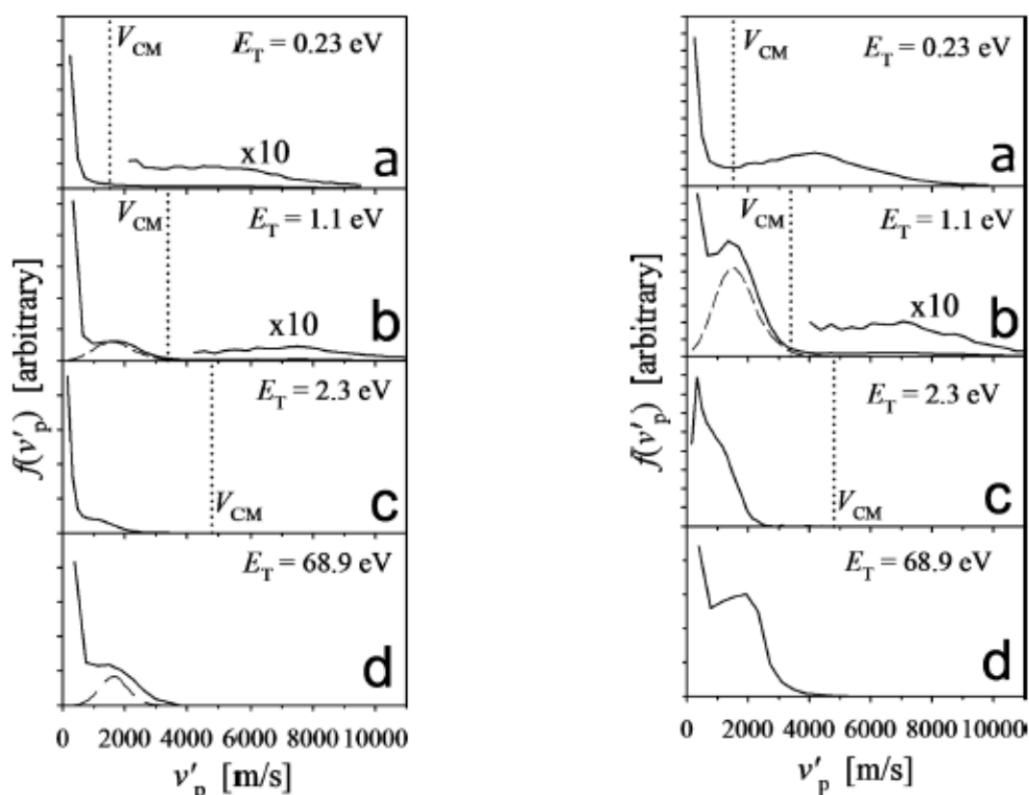 V_CM E_T = 0.23 eV
x10
a
V_CM E_T = 1.1 eV
x10
b
E_T = 2.3 eV
V_CM
c
E_T = 68.9 eV
d
f(v'_p) [arbitrary]
0 2000 4000 6000 8000 10000
v'_p [m/s]
V_CM E_T = 0.23 eV
a
V_CM E_T = 1.1 eV
x10
b
E_T = 2.3 eV
V_CM
c
E_T = 68.9 eV
d
f(v'_p) [arbitrary]
0 2000 4000 6000 8000 10000
v'_p [m/s]